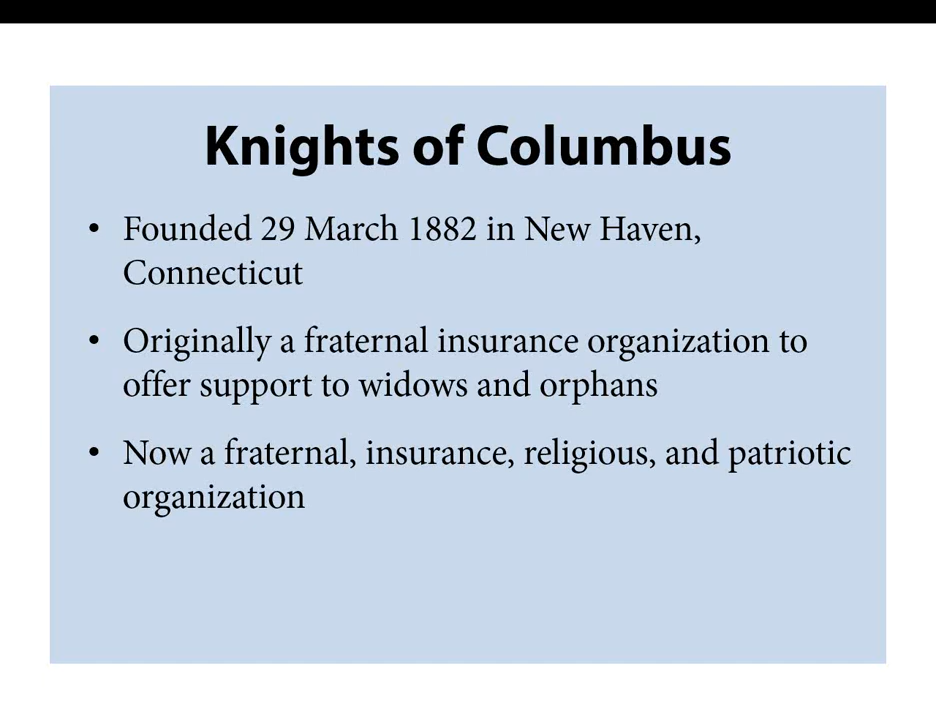 Knights of Columbus
• Founded 29 March 1882 in New Haven,
Connecticut
• Originally a fraternal insurance organization to
offer support to widows and orphans
• Now a fraternal, insurance, religious, and patriotic
organization